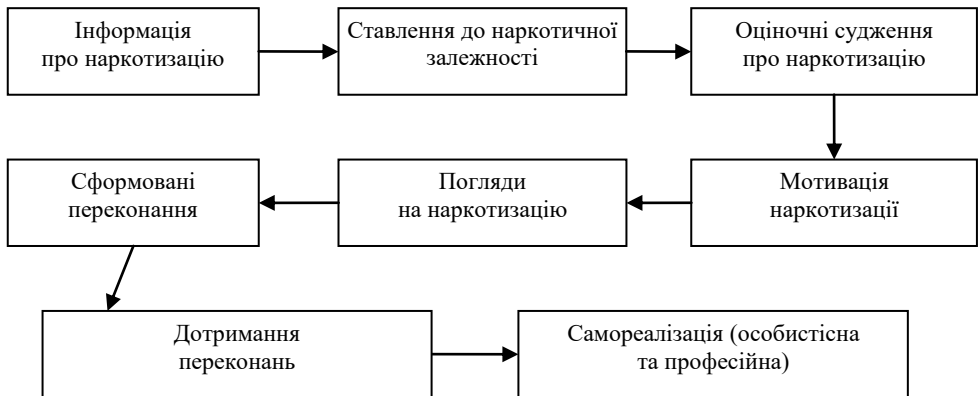 Інформація
про наркотизацію
Ставлення до наркотичної
залежності
Оціночні судження
про наркотизацію
Мотивація
наркотизації
Погляди
на наркотизацію
Сформовані
переконання
Дотримання
переконань
Самореалізація (особистісна
та професійна)